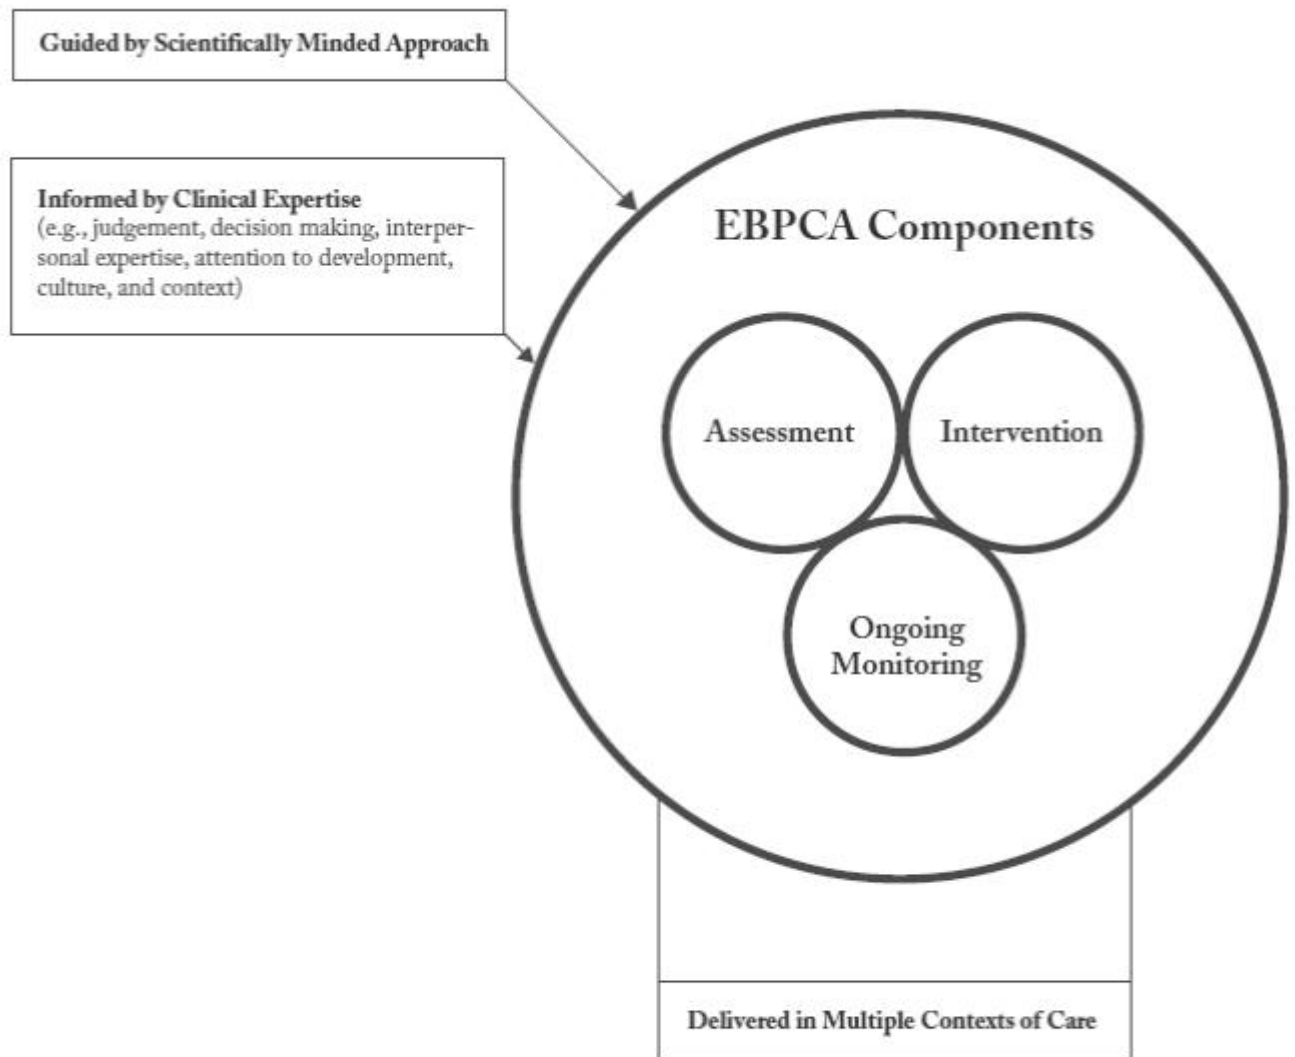 Guided by Scientifically Minded Approach
Informed by Clinical Expertise
(e.g., judgement, decision making, interper-
sonal expertise, attention to development,
culture, and context)
EBPCA Components
Assessment
Intervention
Ongoing
Monitoring
Delivered in Multiple Contexts of Care